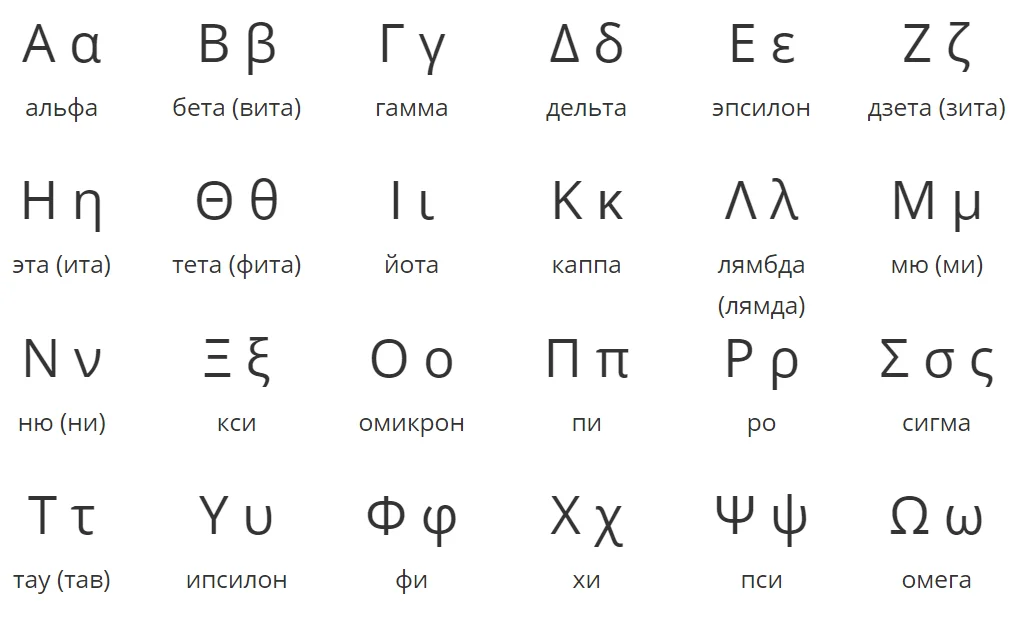 Α α Β β Γ γ Δ δ Ε ε Ζ ζ
альфа бета (вита) гамма дельта эпсилон дзета (зита)
Η η Θ θ Ι ι Κ κ Λ λ Μ μ
эта (ита) тета (фита) йота каппа лямбда мю (ми)
(лямда)
Ν ν Ξ ξ Ο ο Π π Ρ ρ Σ σ ς
ню (ни) кси омикрон пи ро сигма
Τ τ Υ υ Φ φ Χ χ Ψ ψ Ω ω
тау (тав) ипсилон фи хи пси омега